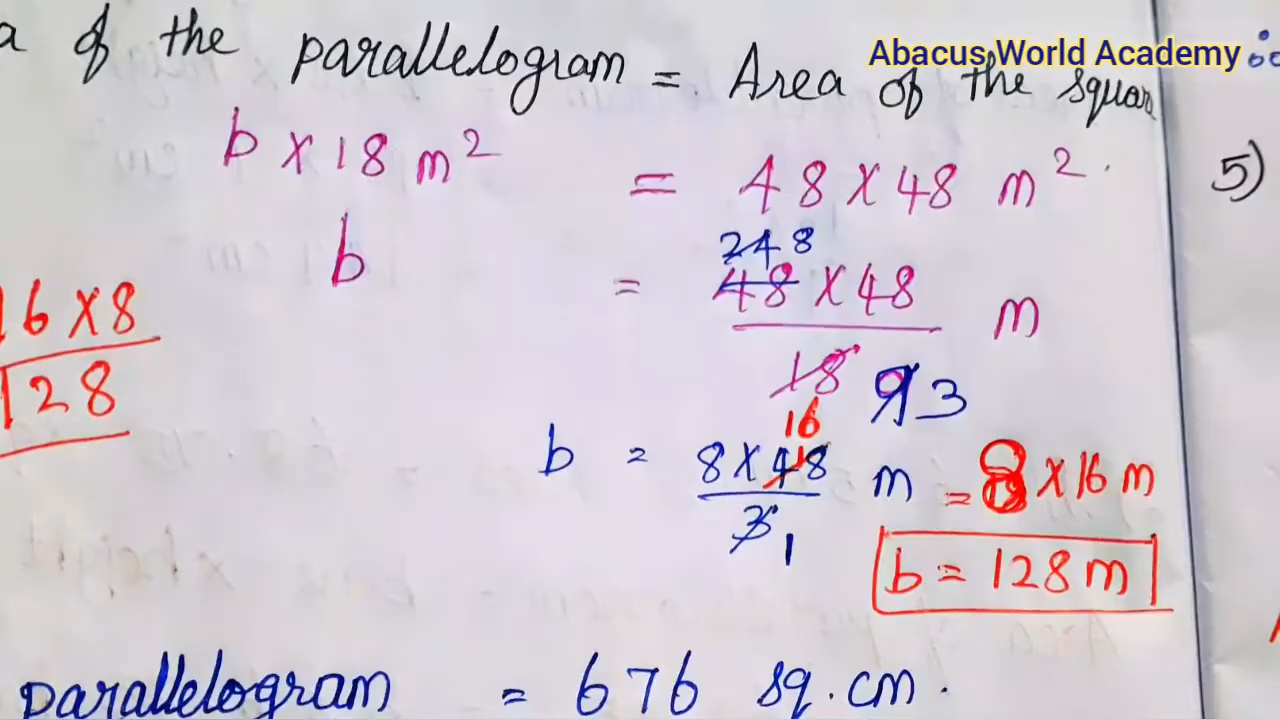 a of the parallelogram = Area of the squar
Abacus World Academy
b × 18 m² = 48 × 48 m²
5)
24 8
b = 48 × 48 m
18 9 3
16 × 8
128
16
b = 8 × 48 m = 8 × 16 m
3 1
b = 128 m
parallelogram = 676 sq.cm.